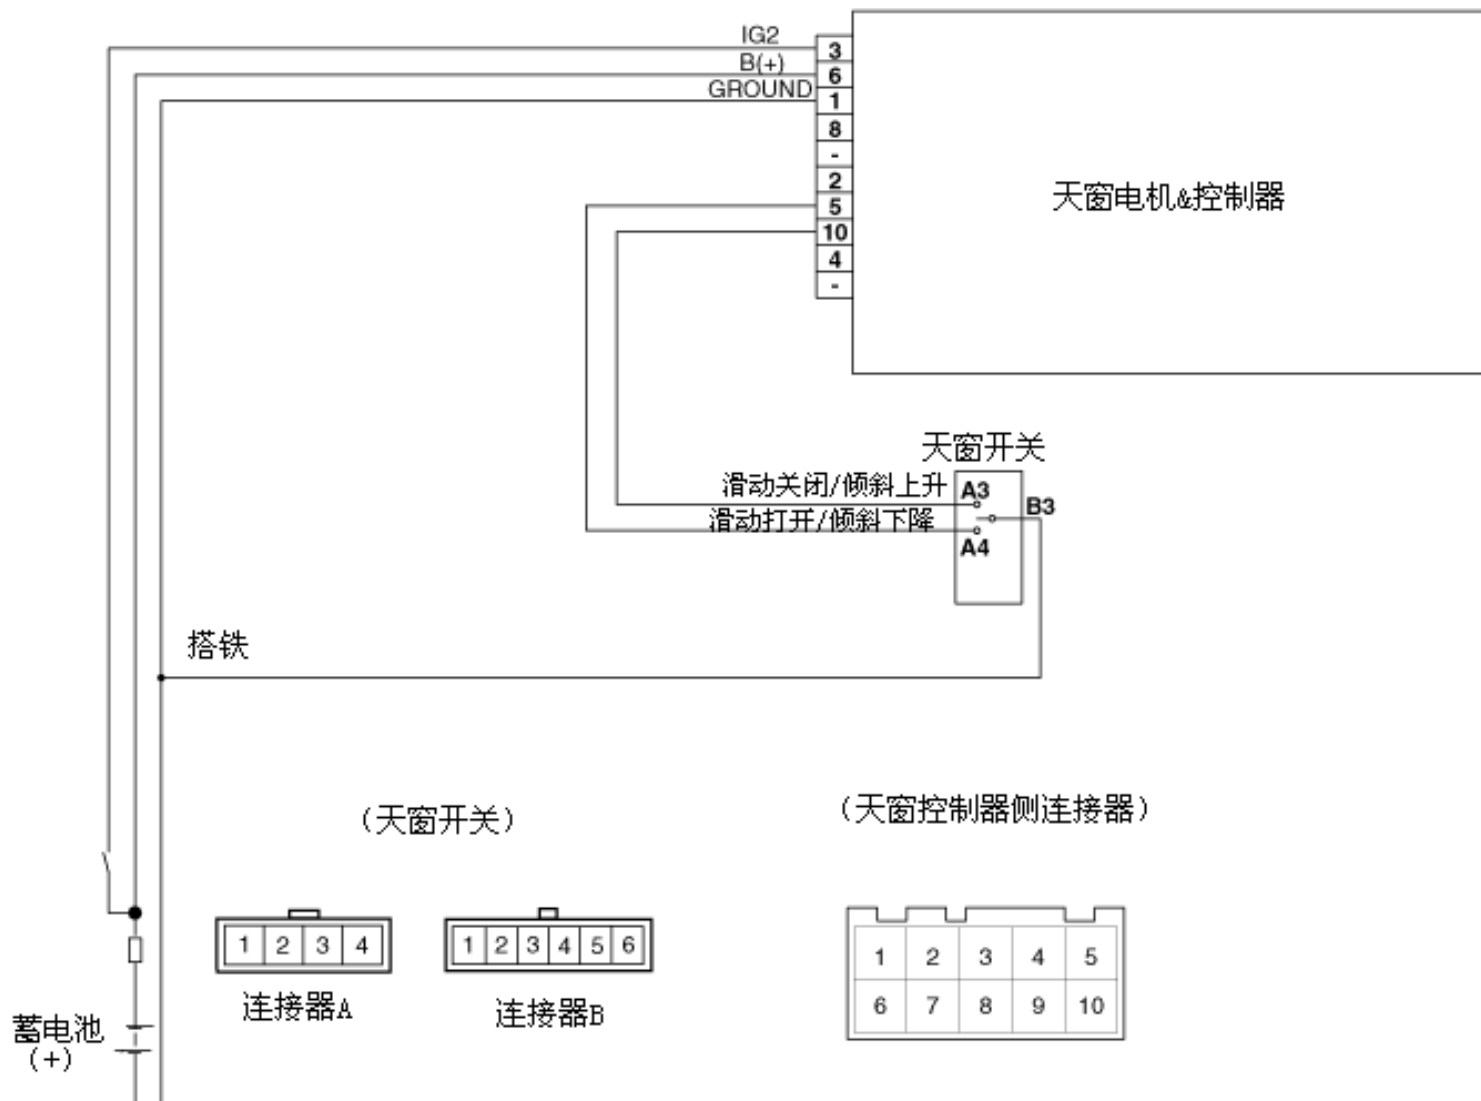 IG2
B(+)
GROUND
3
6
1
8
-
2
5
10
4
-
天窗电机&控制器
天窗开关
滑动关闭/倾斜上升
A3
B3
滑动打开/倾斜下降
A4
搭铁
(天窗开关)
(天窗控制器侧连接器)
1 2 3 4
1 2 3 4 5 6
1 2 3 4 5
6 7 8 9 10
连接器A
连接器B
蓄电池
(+)